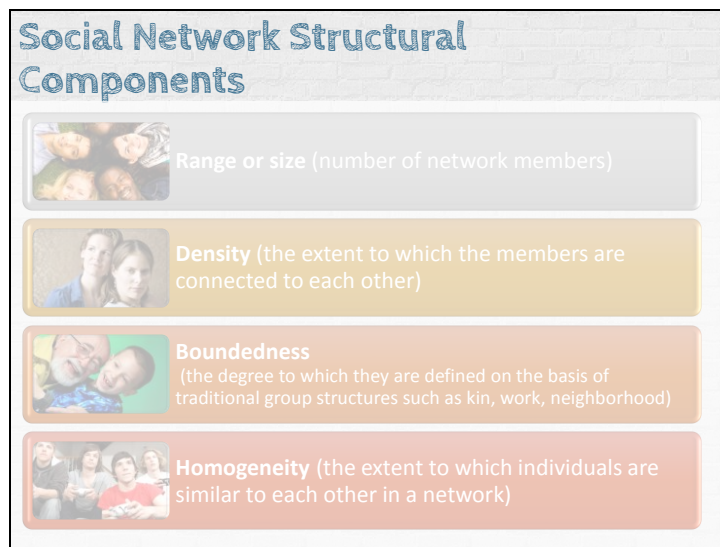 Social Network Structural
Components
Range or size (number of network members)
Density (the extent to which the members are
connected to each other)
Boundedness
(the degree to which they are defined on the basis of
traditional group structures such as kin, work, neighborhood)
Homogeneity (the extent to which individuals are
similar to each other in a network)